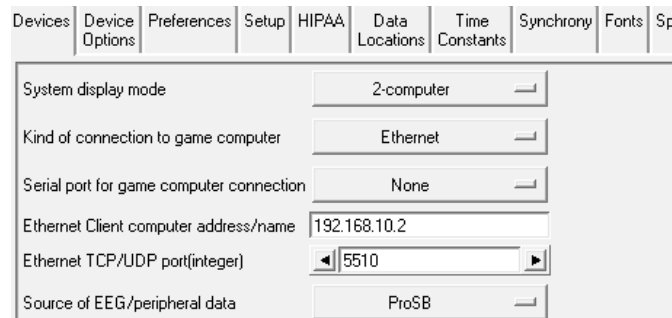 Devices Device Options Preferences Setup HIPAA Data Locations Time Constants Synchrony Fonts Sp
System display mode 2-computer
Kind of connection to game computer Ethernet
Serial port for game computer connection None
Ethernet Client computer address/name 192.168.10.2
Ethernet TCP/UDP port(integer) 5510
Source of EEG/peripheral data ProSB